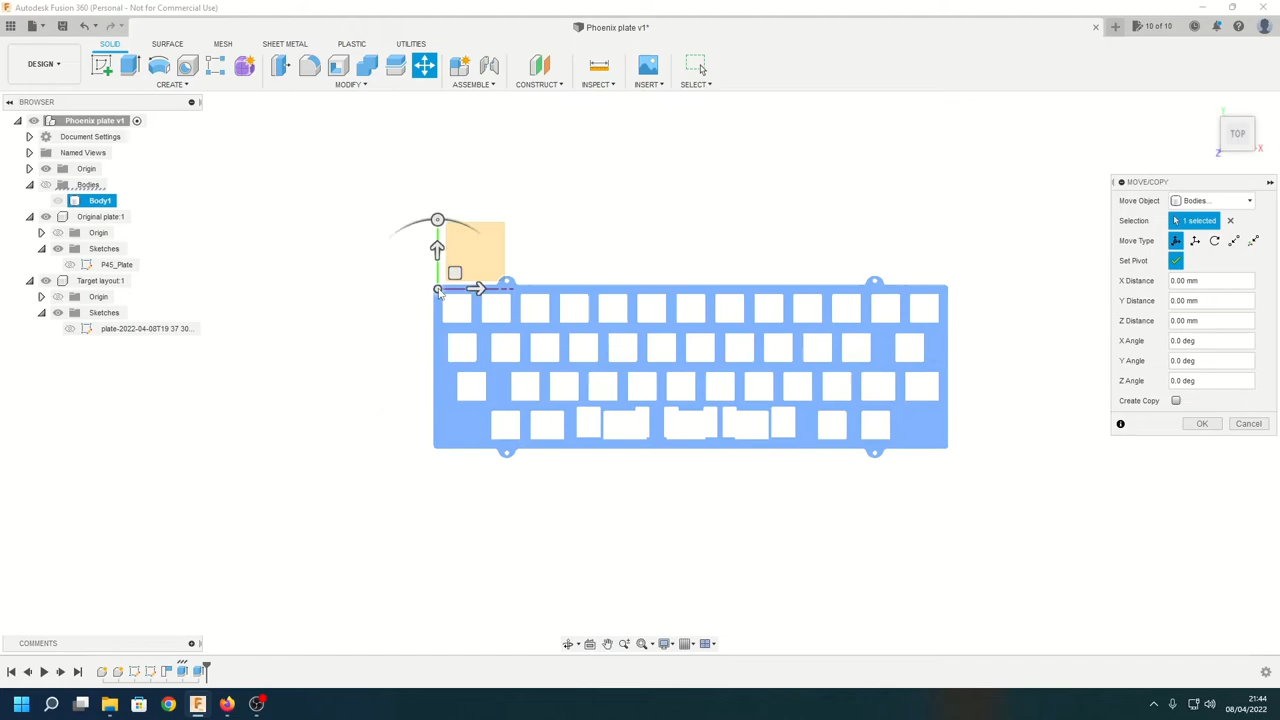 Autodesk Fusion 360 (Personal - Not for Commercial Use)
Phoenix plate v1*
10 of 10
SOLID
SURFACE
MESH
SHEET METAL
PLASTIC
UTILITIES
DESIGN
CREATE
MODIFY
ASSEMBLE
CONSTRUCT
INSPECT
INSERT
SELECT
BROWSER
Phoenix plate v1
Document Settings
Named Views
Origin
Bodies
Body1
Original plate:1
Origin
Sketches
P45_Plate
Target layout:1
Origin
Sketches
plate-2022-04-08T19 37 30...
TOP
Y
Z
X
MOVE/COPY
Move Object
Bodies...
Selection
1 selected
Move Type
Set Pivot
X Distance
0.00 mm
Y Distance
0.00 mm
Z Distance
0.00 mm
X Angle
0.0 deg
Y Angle
0.0 deg
Z Angle
0.0 deg
Create Copy
OK
Cancel
COMMENTS
21:44
08/04/2022